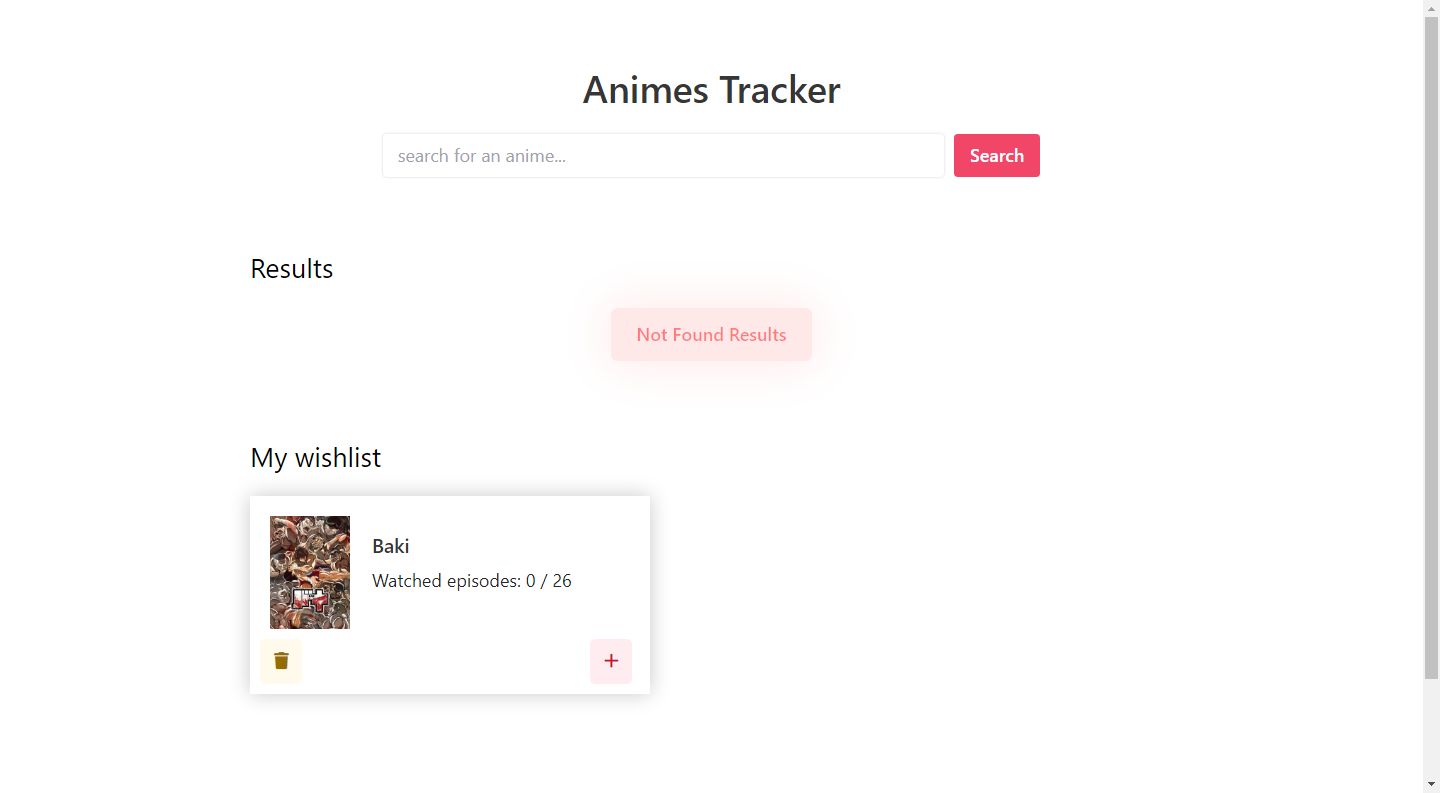 Animes Tracker
search for an anime...
Search
Results
Not Found Results
My wishlist
Baki
Watched episodes: 0 / 26